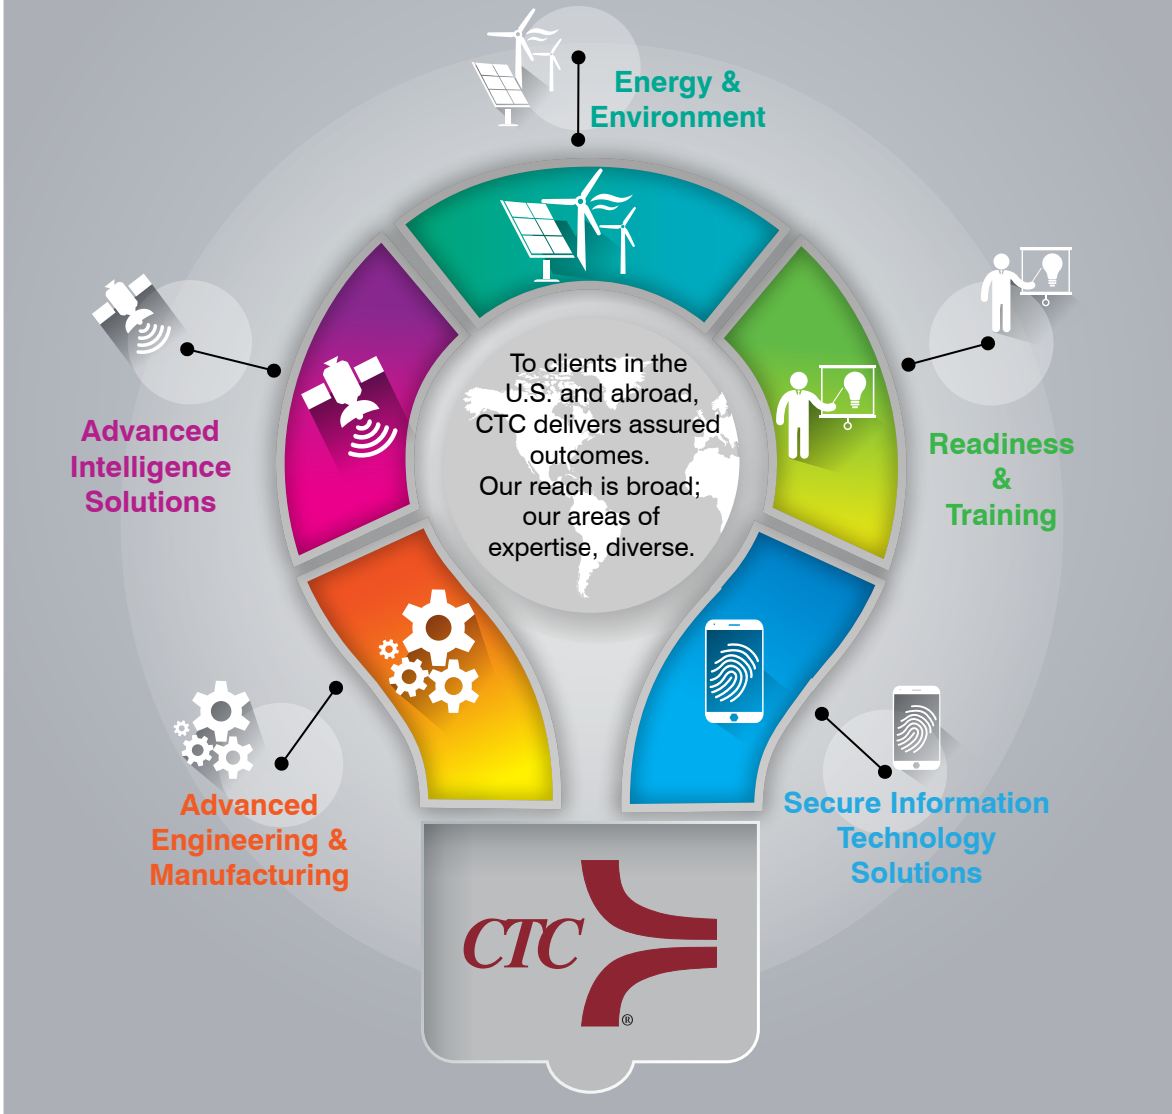 Energy &
Environment
To clients in the
U.S. and abroad,
CTC delivers assured
outcomes.
Our reach is broad;
our areas of
expertise, diverse.
Advanced
Intelligence
Solutions
Readiness
&
Training
Advanced
Engineering &
Manufacturing
Secure Information
Technology
Solutions
CTC
®